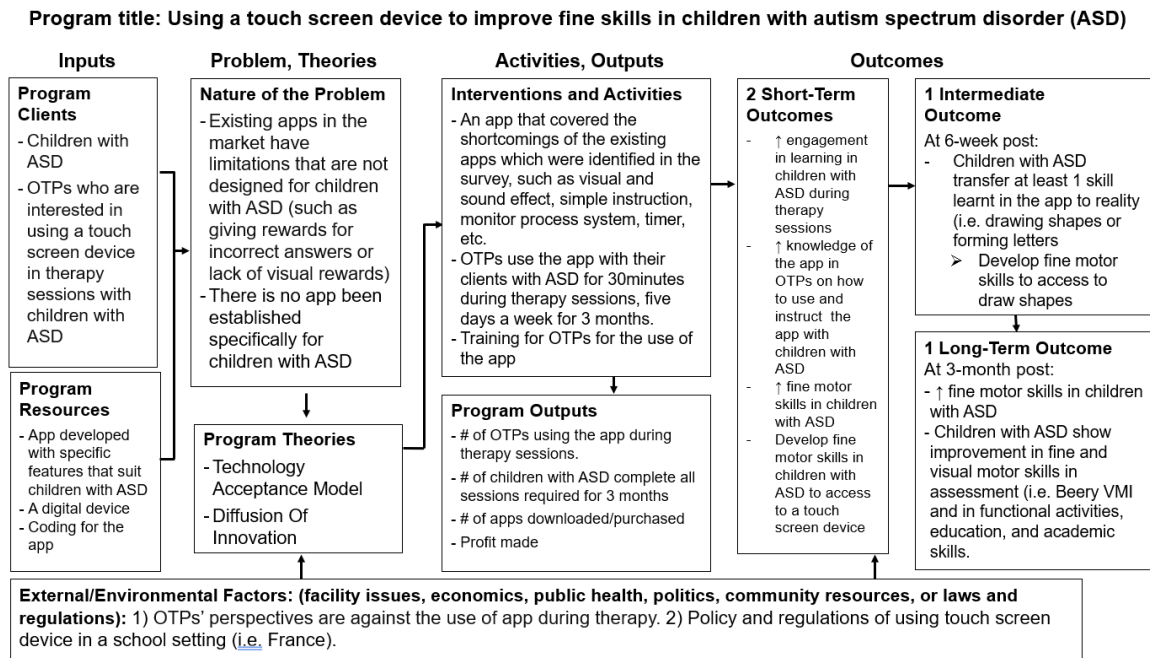 Program title: Using a touch screen device to improve fine skills in children with autism spectrum disorder (ASD)
Inputs
Program
Clients
- Children with
ASD
- OTPs who are
interested in
using a touch
screen device
in therapy
sessions with
children with
ASD
Program
Resources
- App developed
with specific
features that suit
children with ASD
- A digital device
- Coding for the
app
Problem, Theories
Nature of the Problem
- Existing apps in the
market have
limitations that are not
designed for children
with ASD (such as
giving rewards for
incorrect answers or
lack of visual rewards)
- There is no app been
established
specifically for
children with ASD
Program Theories
- Technology
Acceptance Model
- Diffusion Of
Innovation
Activities, Outputs
Interventions and Activities
- An app that covered the
shortcomings of the existing
apps which were identified in the
survey, such as visual and
sound effect, simple instruction,
monitor process system, timer,
etc.
- OTPs use the app with their
clients with ASD for 30minutes
during therapy sessions, five
days a week for 3 months.
- Training for OTPs for the use of
the app
Program Outputs
- # of OTPs using the app during
therapy sessions.
- # of children with ASD complete all
sessions required for 3 months
- # of apps downloaded/purchased
- Profit made
Outcomes
2 Short-Term
Outcomes
- ↑ engagement
in learning in
children with
ASD during
therapy
sessions
- ↑ knowledge of
the app in
OTPs on how
to use and
instruct the
app with
children with
ASD
- ↑ fine motor
skills in children
with ASD
- Develop fine
motor skills in
children with
ASD to access
to a touch
screen device
1 Intermediate
Outcome
At 6-week post:
- Children with ASD
transfer at least 1 skill
learnt in the app to reality
(i.e. drawing shapes or
forming letters
➤ Develop fine motor
skills to access to
draw shapes
1 Long-Term Outcome
At 3-month post:
- ↑ fine motor skills in children
with ASD
- Children with ASD show
improvement in fine and
visual motor skills in
assessment (i.e. Beery VMI
and in functional activities,
education, and academic
skills.
External/Environmental Factors: (facility issues, economics, public health, politics, community resources, or laws and
regulations): 1) OTPs' perspectives are against the use of app during therapy. 2) Policy and regulations of using touch screen
device in a school setting (i.e. France).